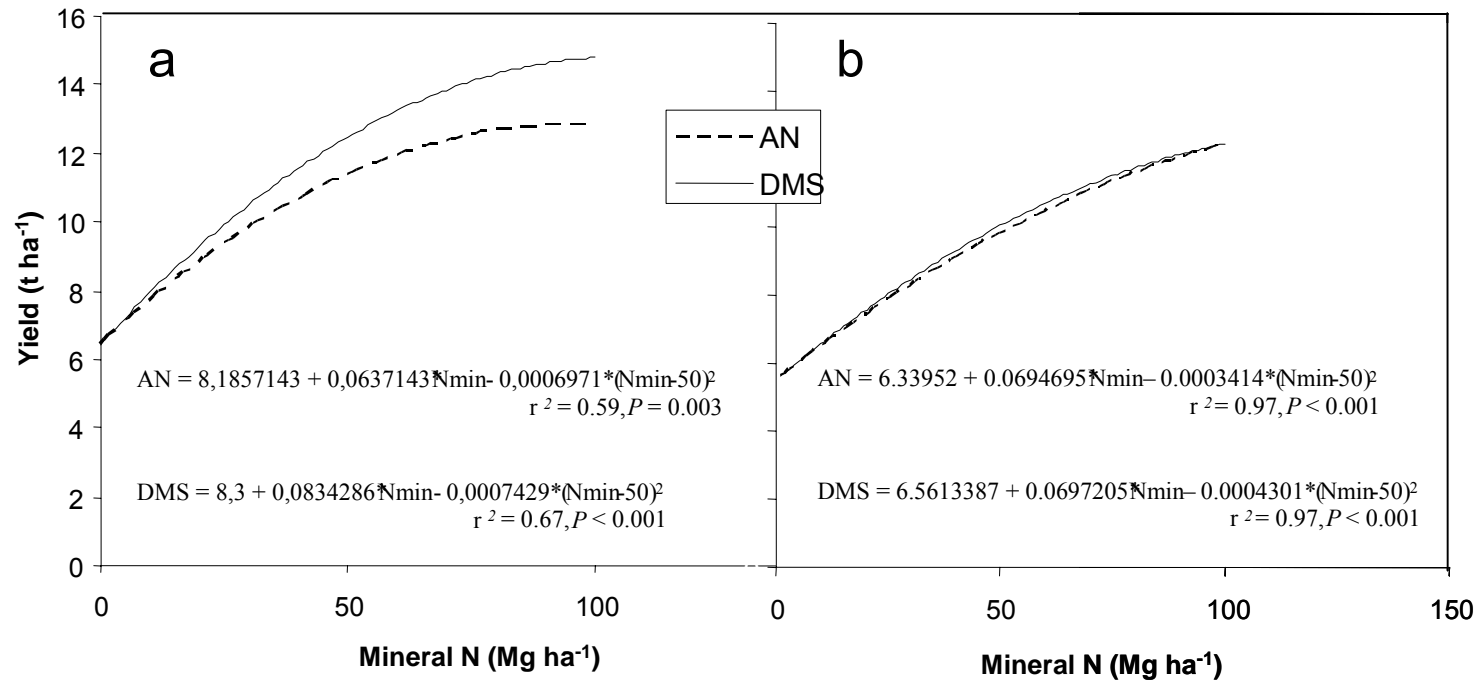 16
14
12
10
8
6
4
2
0
Yield (t ha-1)
a
AN = 8,1857143 + 0,0637143*Nmin- 0,0006971*(Nmin-50)²
r ² = 0.59, P = 0.003
DMS = 8,3 + 0,0834286*Nmin- 0,0007429*(Nmin-50)²
r ² = 0.67, P < 0.001
0 50 100
Mineral N (Mg ha-1)
AN
DMS
b
AN = 6.33952 + 0.0694695*Nmin– 0.0003414*(Nmin-50)²
r ² = 0.97, P < 0.001
DMS = 6.5613387 + 0.0697205*Nmin– 0.0004301*(Nmin-50)²
r ² = 0.97, P < 0.001
0 50 100 150
Mineral N (Mg ha-1)